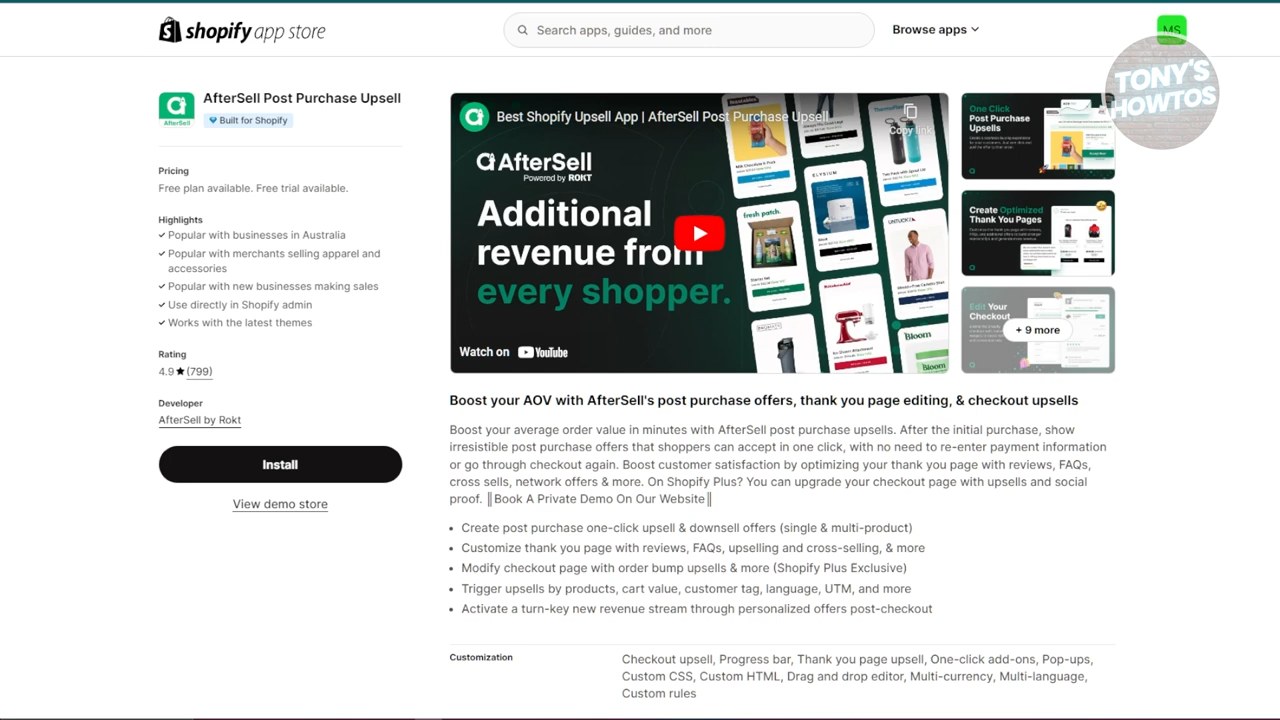 shopify app store
Search apps, guides, and more
Browse apps
MS
TONY'S
HOWTOS
AfterSell Post Purchase Upsell
Built for Shopify
AfterSell
Pricing
Free plan available. Free trial available.
Highlights
Popular with businesses in Australia
Popular with merchants selling apparel and
accessories
Popular with new businesses making sales
Use directly in Shopify admin
Works with the latest themes
Rating
4.9★ (799)
Developer
AfterSell by Rokt
Install
View demo store
Best Shopify Upsell App | AfterSell Post Purchase Upsell
Copy link
AfterSell
Powered by ROKT
Additional
revenue from
every shopper.
Watch on YouTube
ELYSIUM
fresh patch.
UNTUCKit
KitchenAid
Bloom
Bloom
One Click
Post Purchase
Upsells
Create Optimized
Thank You Pages
Edit Your
Checkout
+ 9 more
Boost your AOV with AfterSell's post purchase offers, thank you page editing, & checkout upsells
Boost your average order value in minutes with AfterSell post purchase upsells. After the initial purchase, show
irresistible post purchase offers that shoppers can accept in one click, with no need to re-enter payment information
or go through checkout again. Boost customer satisfaction by optimizing your thank you page with reviews, FAQs,
cross sells, network offers & more. On Shopify Plus? You can upgrade your checkout page with upsells and social
proof. ║Book A Private Demo On Our Website║
• Create post purchase one-click upsell & downsell offers (single & multi-product)
• Customize thank you page with reviews, FAQs, upselling and cross-selling, & more
• Modify checkout page with order bump upsells & more (Shopify Plus Exclusive)
• Trigger upsells by products, cart value, customer tag, language, UTM, and more
• Activate a turn-key new revenue stream through personalized offers post-checkout
Customization
Checkout upsell, Progress bar, Thank you page upsell, One-click add-ons, Pop-ups,
Custom CSS, Custom HTML, Drag and drop editor, Multi-currency, Multi-language,
Custom rules